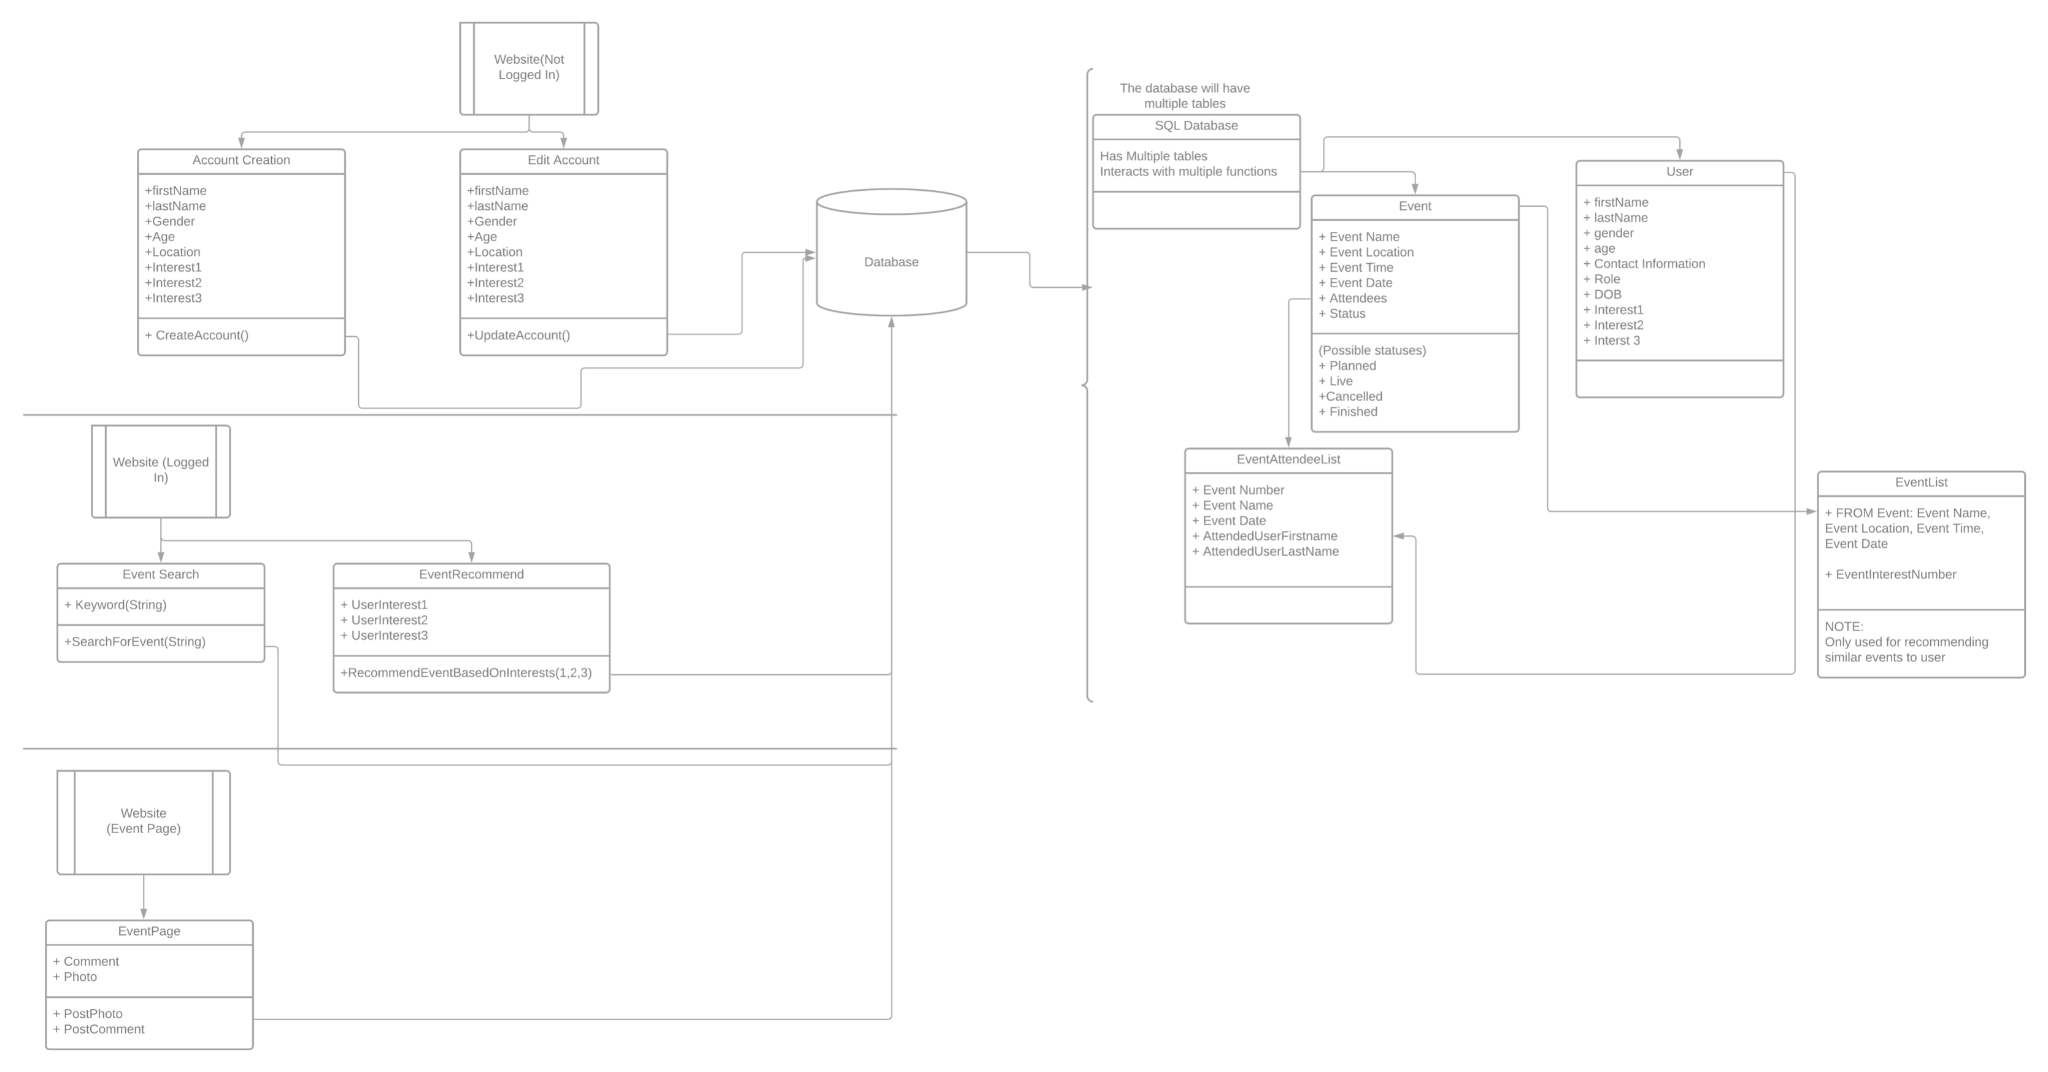 Website(Not
Logged In)
Account Creation
+firstName
+lastName
+Gender
+Age
+Location
+Interest1
+Interest2
+Interest3
+ CreateAccount()
Edit Account
+firstName
+lastName
+Gender
+Age
+Location
+Interest1
+Interest2
+Interest3
+UpdateAccount()
Database
Website (Logged
In)
Event Search
+ Keyword(String)
+SearchForEvent(String)
EventRecommend
+ UserInterest1
+ UserInterest2
+ UserInterest3
+RecommendEventBasedOnInterests(1,2,3)
Website
(Event Page)
EventPage
+ Comment
+ Photo
+ PostPhoto
+ PostComment
The database will have
multiple tables
SQL Database
Has Multiple tables
Interacts with multiple functions
Event
+ Event Name
+ Event Location
+ Event Time
+ Event Date
+ Attendees
+ Status
(Possible statuses)
+ Planned
+ Live
+Cancelled
+ Finished
User
+ firstName
+ lastName
+ gender
+ age
+ Contact Information
+ Role
+ DOB
+ Interest1
+ Interest2
+ Interst 3
EventAttendeeList
+ Event Number
+ Event Name
+ Event Date
+ AttendedUserFirstname
+ AttendedUserLastName
EventList
+ FROM Event: Event Name,
Event Location, Event Time,
Event Date
+ EventInterestNumber
NOTE:
Only used for recommending
similar events to user